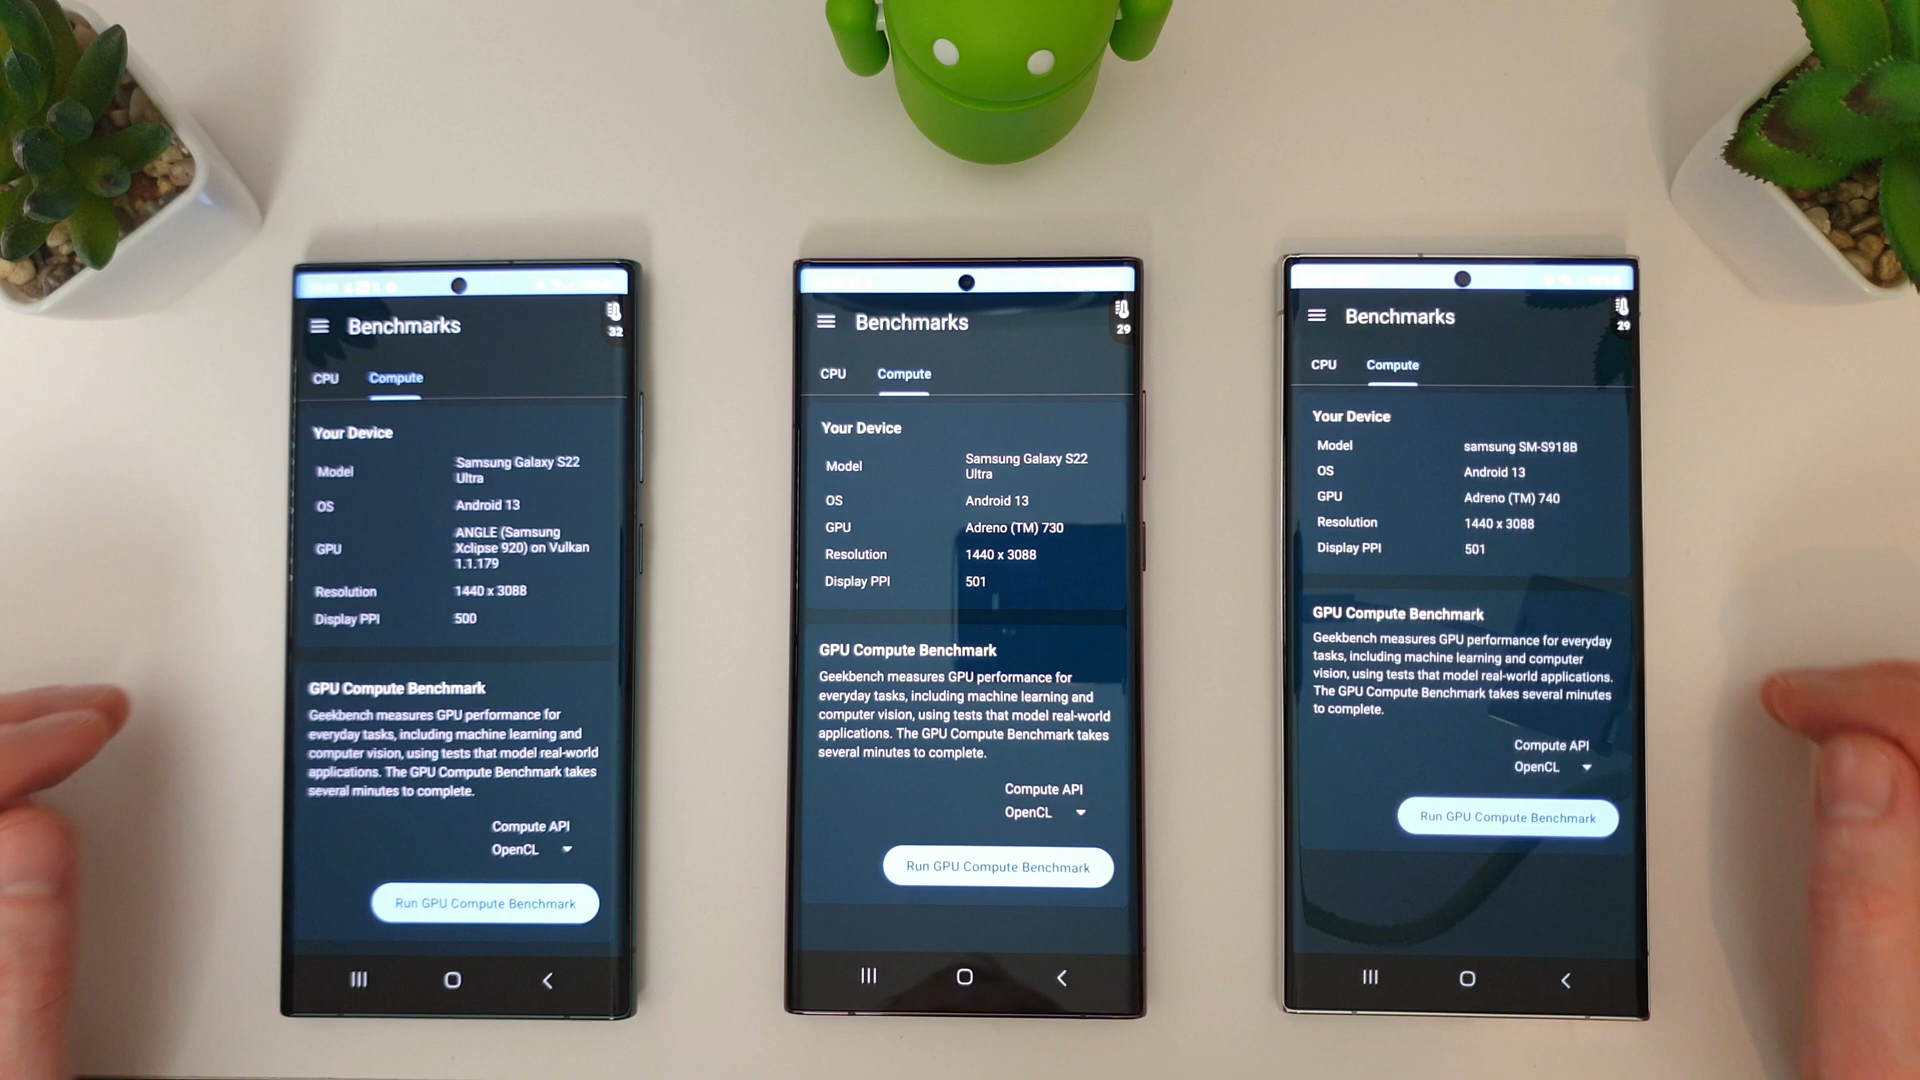 32
Benchmarks
CPU Compute
Your Device
Model Samsung Galaxy S22
Ultra
OS Android 13
GPU ANGLE (Samsung
Xclipse 920) on Vulkan
1.1.179
Resolution 1440 x 3088
Display PPI 500
GPU Compute Benchmark
Geekbench measures GPU performance for
everyday tasks, including machine learning and
computer vision, using tests that model real-world
applications. The GPU Compute Benchmark takes
several minutes to complete.
Compute API
OpenCL
Run GPU Compute Benchmark
29
Benchmarks
CPU Compute
Your Device
Model Samsung Galaxy S22
Ultra
OS Android 13
GPU Adreno (TM) 730
Resolution 1440 x 3088
Display PPI 501
GPU Compute Benchmark
Geekbench measures GPU performance for
everyday tasks, including machine learning and
computer vision, using tests that model real-world
applications. The GPU Compute Benchmark takes
several minutes to complete.
Compute API
OpenCL
Run GPU Compute Benchmark
29
Benchmarks
CPU Compute
Your Device
Model samsung SM-S918B
OS Android 13
GPU Adreno (TM) 740
Resolution 1440 x 3088
Display PPI 501
GPU Compute Benchmark
Geekbench measures GPU performance for everyday
tasks, including machine learning and computer
vision, using tests that model real-world applications.
The GPU Compute Benchmark takes several minutes
to complete.
Compute API
OpenCL
Run GPU Compute Benchmark